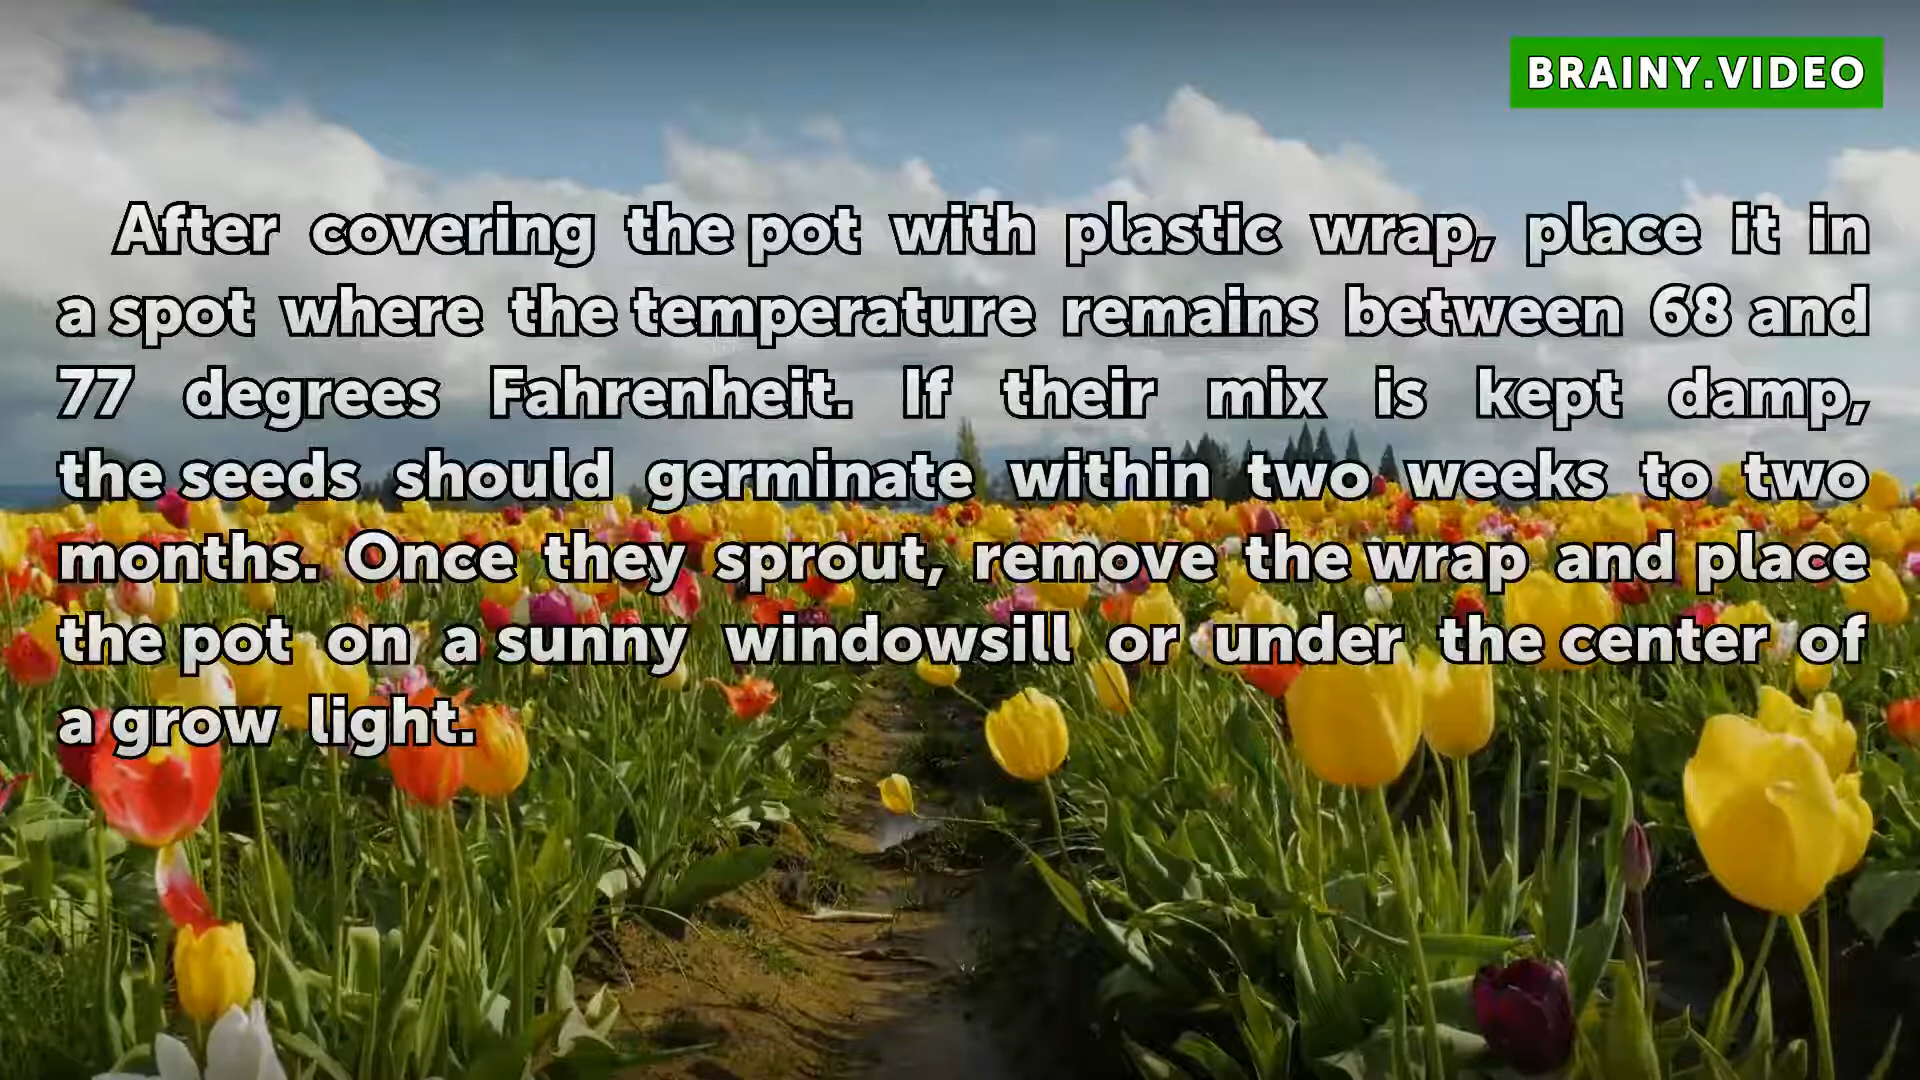 BRAINY.VIDEO
After covering the pot with plastic wrap, place it in
a spot where the temperature remains between 68 and
77 degrees Fahrenheit. If their mix is kept damp,
the seeds should germinate within two weeks to two
months. Once they sprout, remove the wrap and place
the pot on a sunny windowsill or under the center of
a grow light.